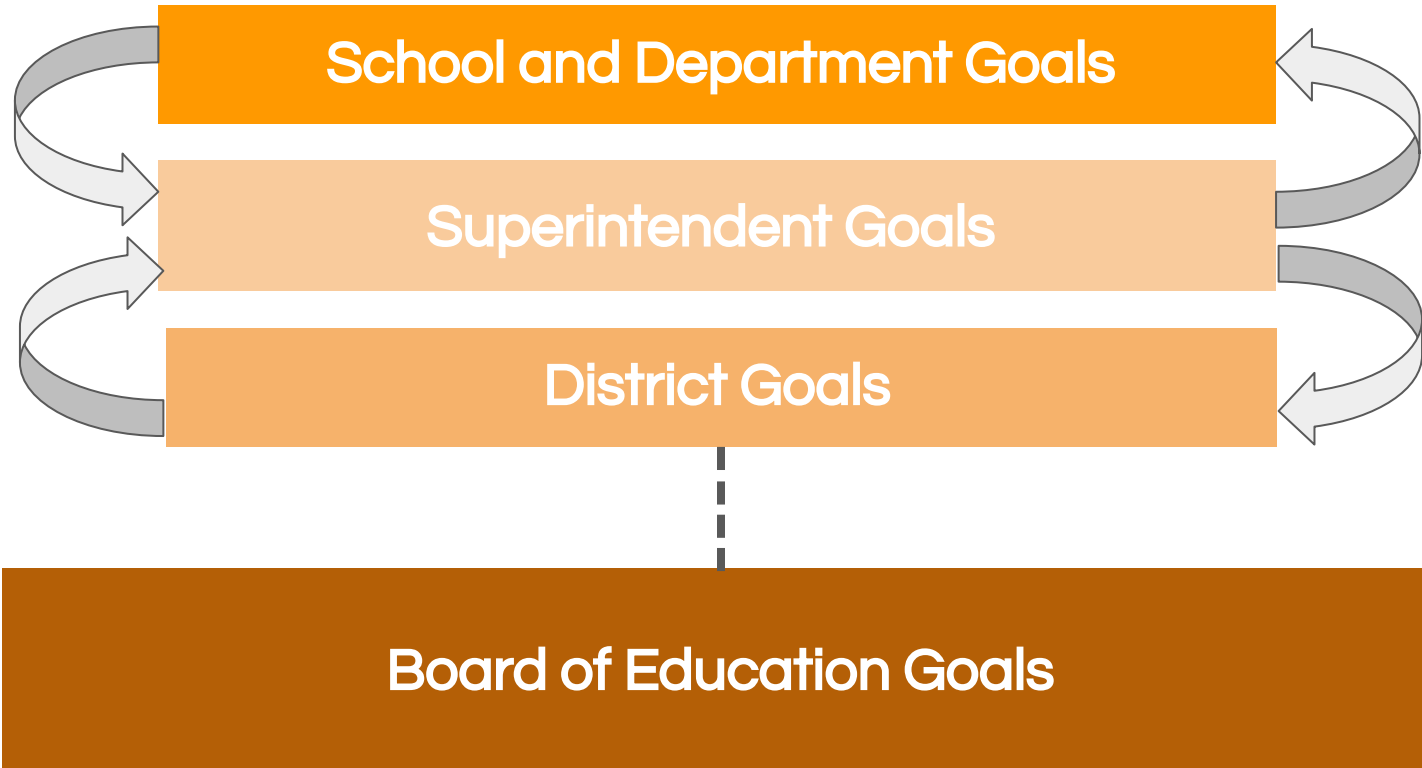 School and Department Goals
Superintendent Goals
District Goals
Board of Education Goals